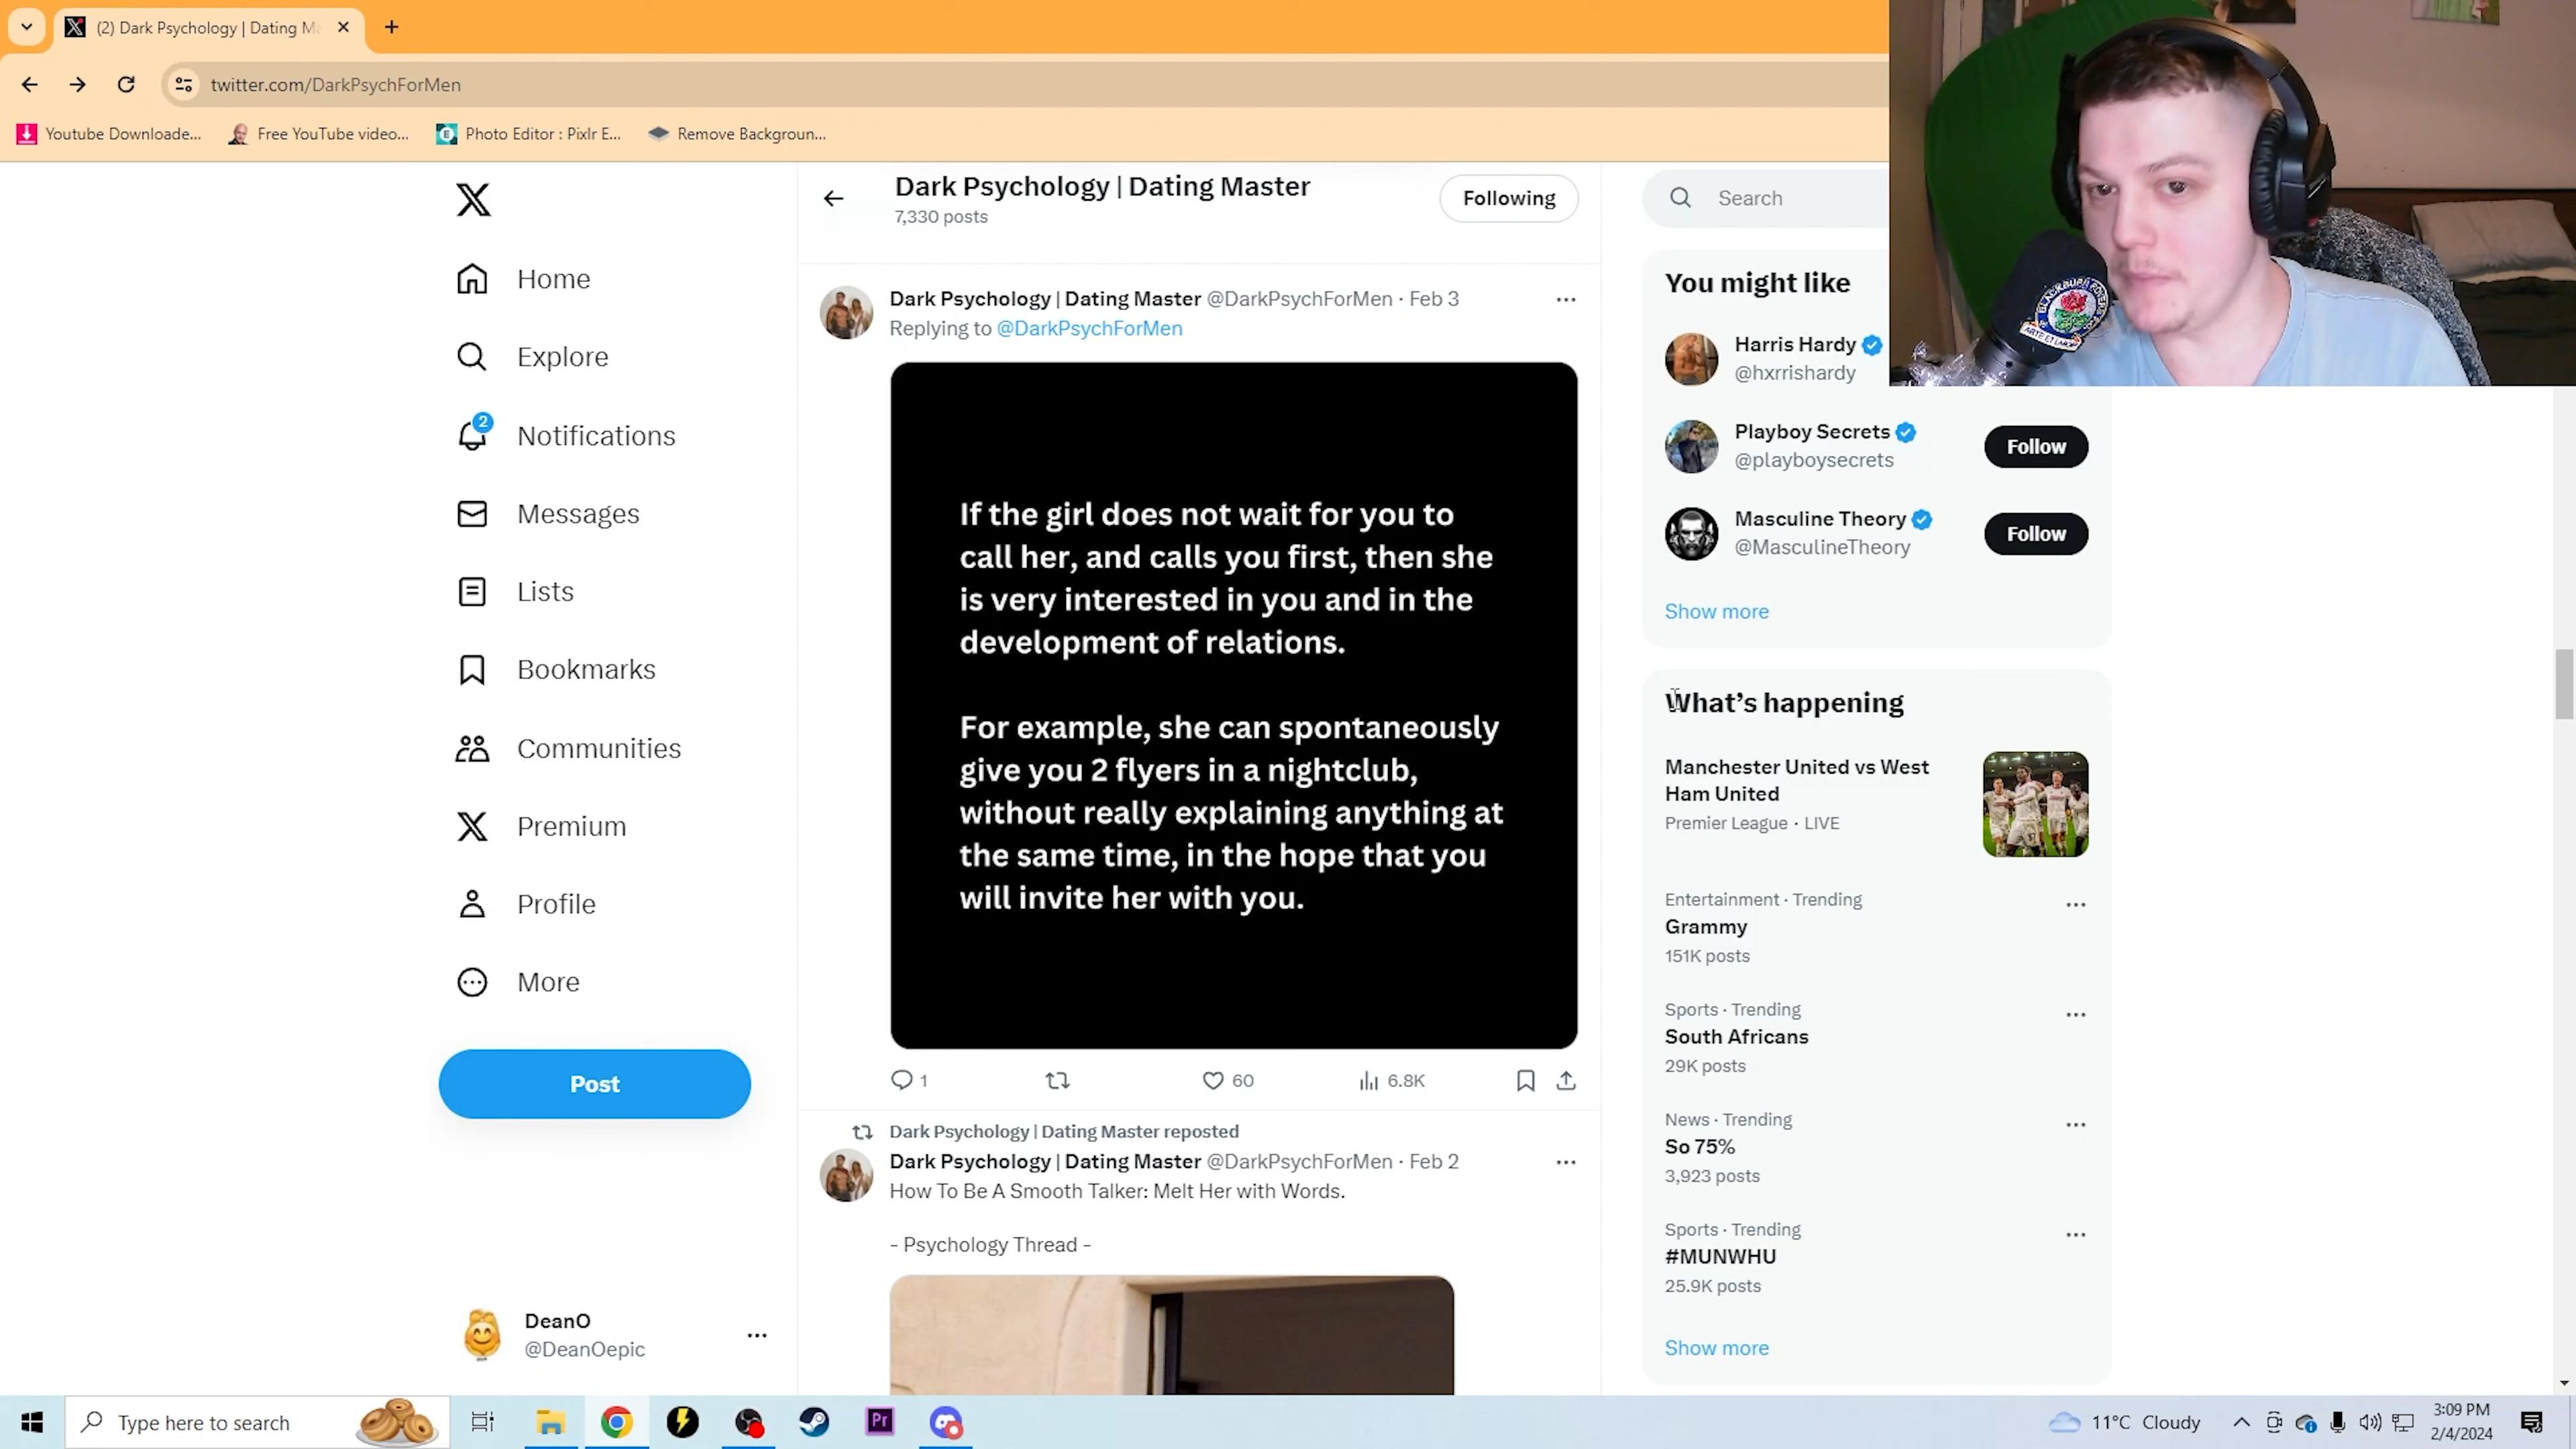 (2) Dark Psychology | Dating Ma
twitter.com/DarkPsychForMen
Youtube Downloade...
Free YouTube video...
Photo Editor : Pixlr E...
Remove Backgroun...
Home
Explore
2
Notifications
Messages
Lists
Bookmarks
Communities
Premium
Profile
More
Post
DeanO
@DeanOepic
Dark Psychology | Dating Master
7,330 posts
Following
Dark Psychology | Dating Master @DarkPsychForMen · Feb 3
Replying to @DarkPsychForMen
If the girl does not wait for you to
call her, and calls you first, then she
is very interested in you and in the
development of relations.
For example, she can spontaneously
give you 2 flyers in a nightclub,
without really explaining anything at
the same time, in the hope that you
will invite her with you.
1
60
6.8K
Dark Psychology | Dating Master reposted
Dark Psychology | Dating Master @DarkPsychForMen · Feb 2
How To Be A Smooth Talker: Melt Her with Words.
- Psychology Thread -
Search
You might like
Harris Hardy
@hxrrishardy
Playboy Secrets
@playboysecrets
Follow
Masculine Theory
@MasculineTheory
Follow
Show more
What's happening
Manchester United vs West
Ham United
Premier League · LIVE
Entertainment · Trending
Grammy
151K posts
Sports · Trending
South Africans
29K posts
News · Trending
So 75%
3,923 posts
Sports · Trending
#MUNWHU
25.9K posts
Show more
Type here to search
Pr
11°C Cloudy
3:09 PM
2/4/2024